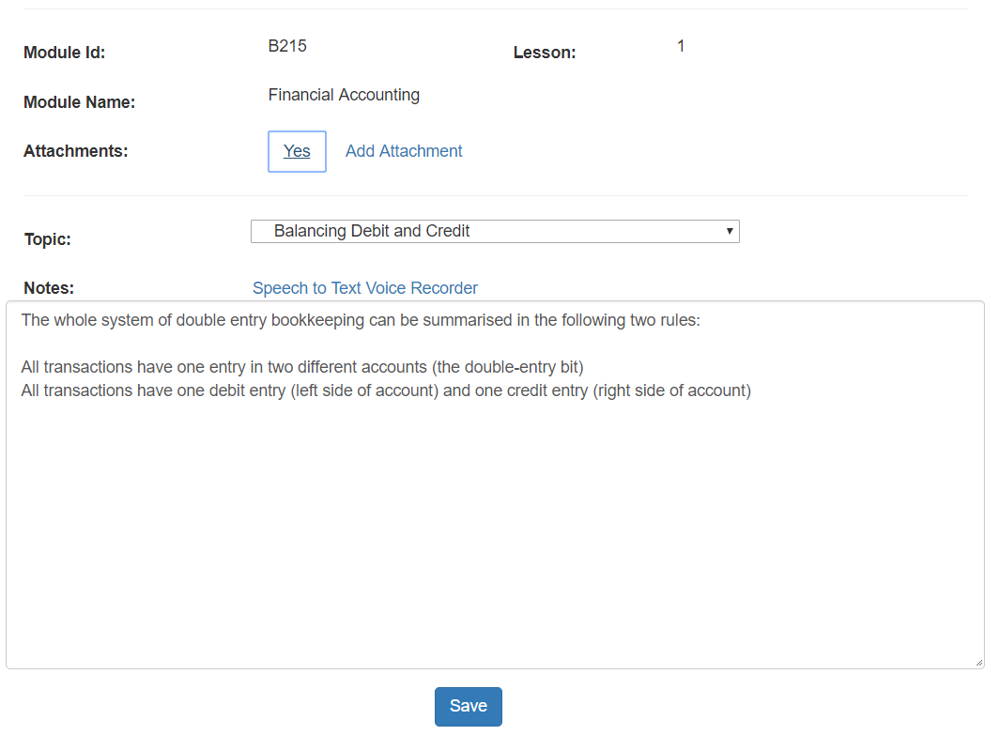 Module Id: B215 Lesson: 1
Module Name: Financial Accounting
Attachments: Yes Add Attachment
Topic: Balancing Debit and Credit
Notes: Speech to Text Voice Recorder
The whole system of double entry bookkeeping can be summarised in the following two rules:
All transactions have one entry in two different accounts (the double-entry bit)
All transactions have one debit entry (left side of account) and one credit entry (right side of account)
Save